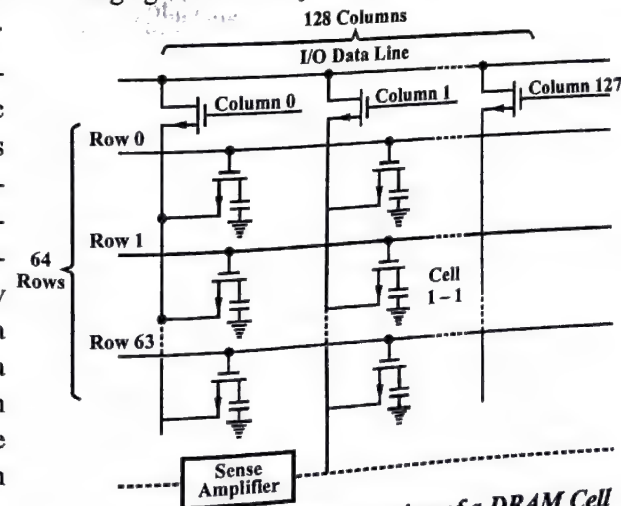 128 Columns
I/O Data Line
Column 0
Column 1
Column 127
Row 0
Row 1
64
Rows
Cell
1-1
Row 63
Sense
Amplifier
of a DRAM Cell